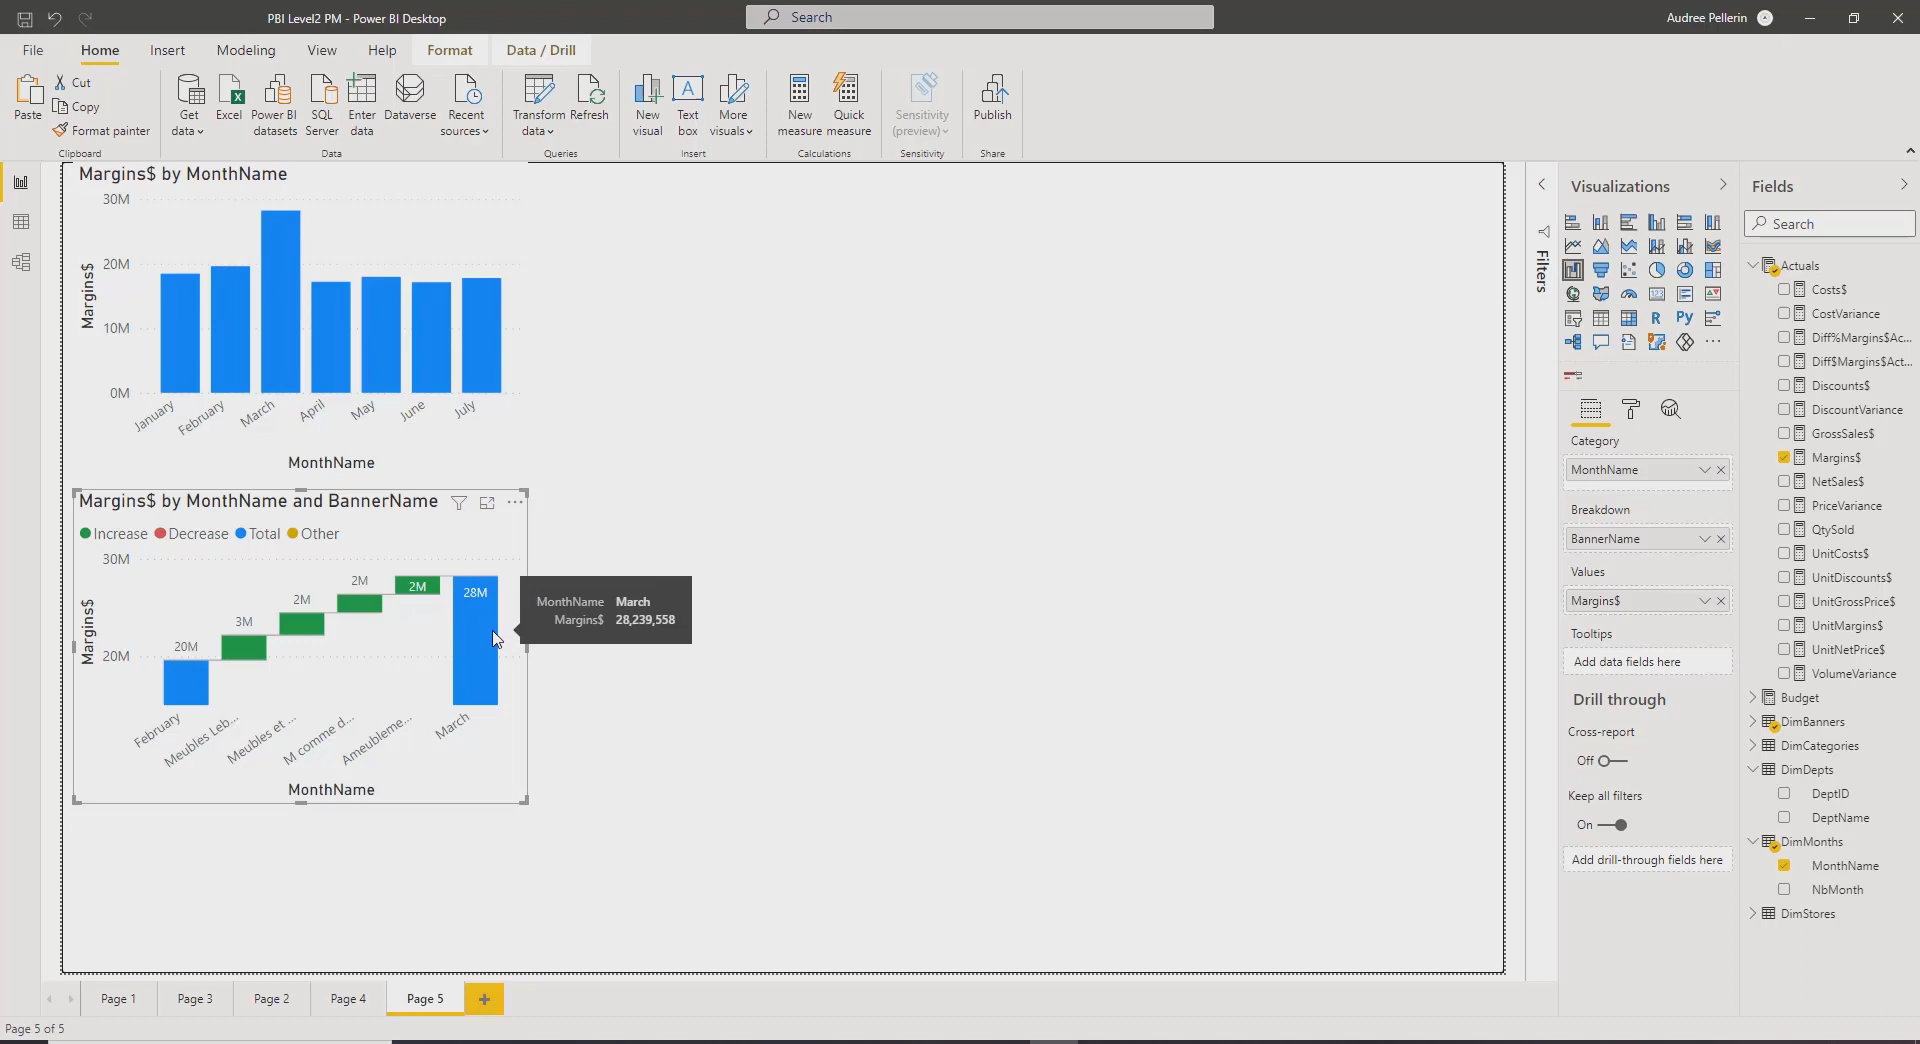 PBI Level2 PM - Power BI Desktop
Search
Audree Pellerin
File
Home
Insert
Modeling
View
Help
Format
Data / Drill
Paste
Cut
Copy
Format painter
Clipboard
Get
data
Excel
Power BI
datasets
SQL
Server
Enter
data
Dataverse
Recent
sources
Data
Transform
data
Refresh
Queries
New
visual
Text
box
More
visuals
Insert
New
measure
Quick
measure
Calculations
Sensitivity
(preview)
Sensitivity
Publish
Share
Margins$ by MonthName
30M
20M
10M
0M
Margins$
January
February
March
April
May
June
July
MonthName
Margins$ by MonthName and BannerName
Increase
Decrease
Total
Other
30M
20M
Margins$
20M
3M
2M
2M
2M
28M
February
Meubles Leb...
Meubles et ...
M comme d...
Ameubleme...
March
MonthName
MonthName March
Margins$ 28,239,558
Filters
Visualizations
R
Py
Category
MonthName
Breakdown
BannerName
Values
Margins$
Tooltips
Add data fields here
Drill through
Cross-report
Off
Keep all filters
On
Add drill-through fields here
Fields
Search
Actuals
Costs$
CostVariance
Diff%Margins$Ac...
Diff$Margins$Act...
Discounts$
DiscountVariance
GrossSales$
Margins$
NetSales$
PriceVariance
QtySold
UnitCosts$
UnitDiscounts$
UnitGrossPrice$
UnitMargins$
UnitNetPrice$
VolumeVariance
Budget
DimBanners
DimCategories
DimDepts
DeptID
DeptName
DimMonths
MonthName
NbMonth
DimStores
Page 1
Page 3
Page 2
Page 4
Page 5
Page 5 of 5